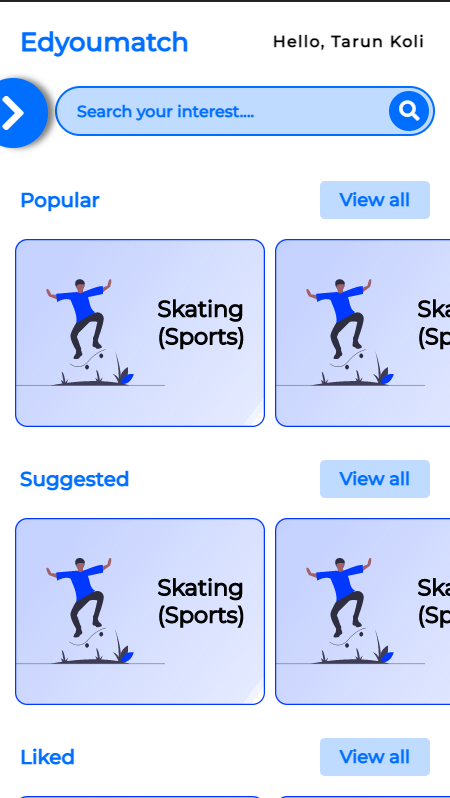 Edyoumatch
Hello, Tarun Koli
Search your interest....
Popular
View all
Skating
(Sports)
Ska
(Sp
Suggested
View all
Skating
(Sports)
Ska
(Sp
Liked
View all